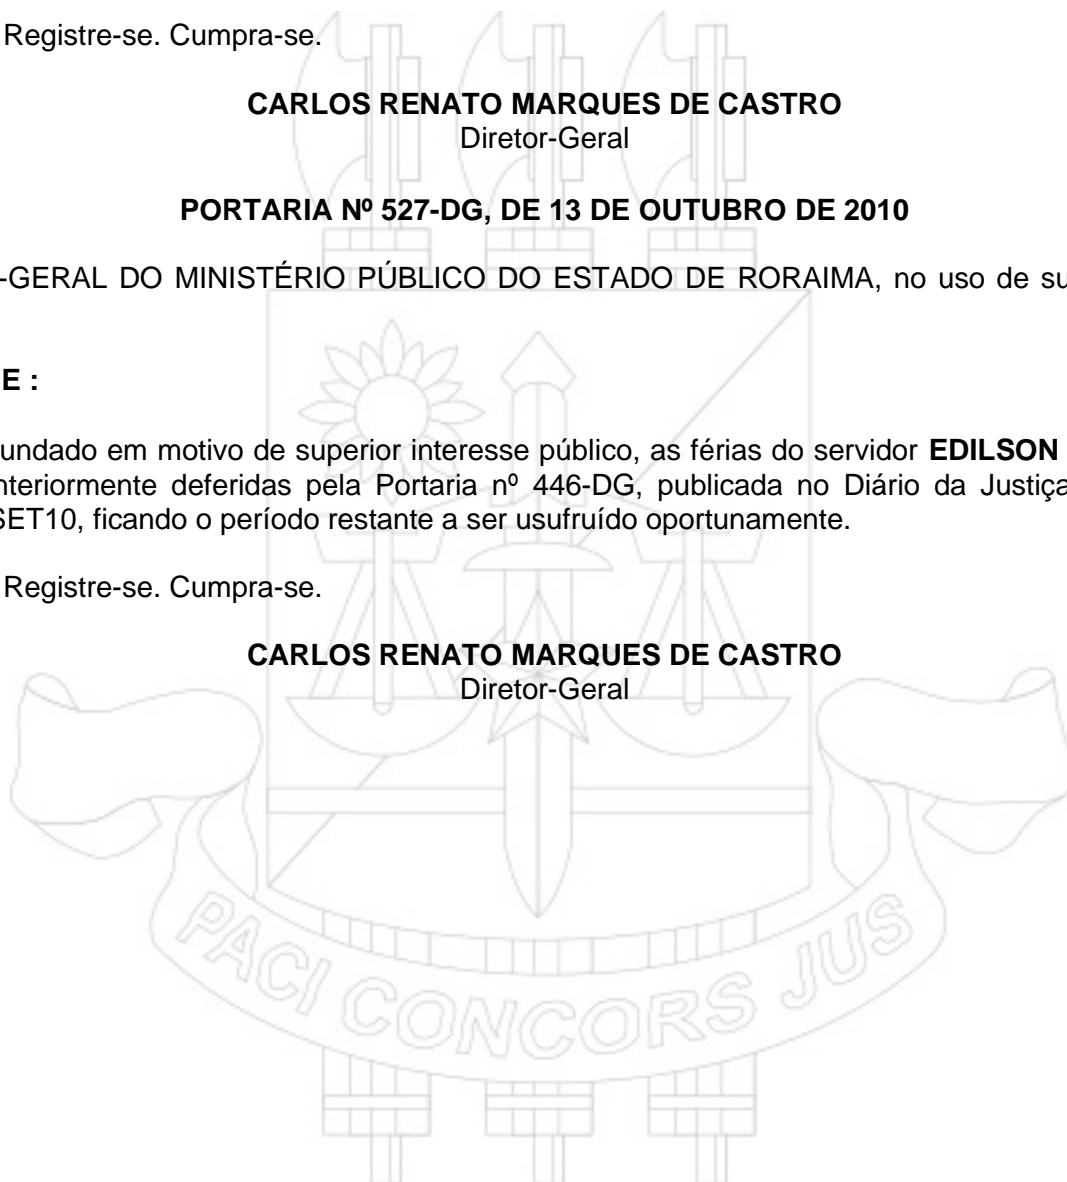 Registre-se. Cumpra-se.
CARLOS RENATO MARQUES DE CASTRO
Diretor-Geral
PORTARIA Nº 527-DG, DE 13 DE OUTUBRO DE 2010
-GERAL DO MINISTÉRIO PÚBLICO DO ESTADO DE RORAIMA, no uso de su
E :
undado em motivo de superior interesse público, as férias do servidor EDILSON
nteriormente deferidas pela Portaria nº 446-DG, publicada no Diário da Justiça
SET10, ficando o período restante a ser usufruído oportunamente.
Registre-se. Cumpra-se.
CARLOS RENATO MARQUES DE CASTRO
Diretor-Geral
PACI CONCORS JUS